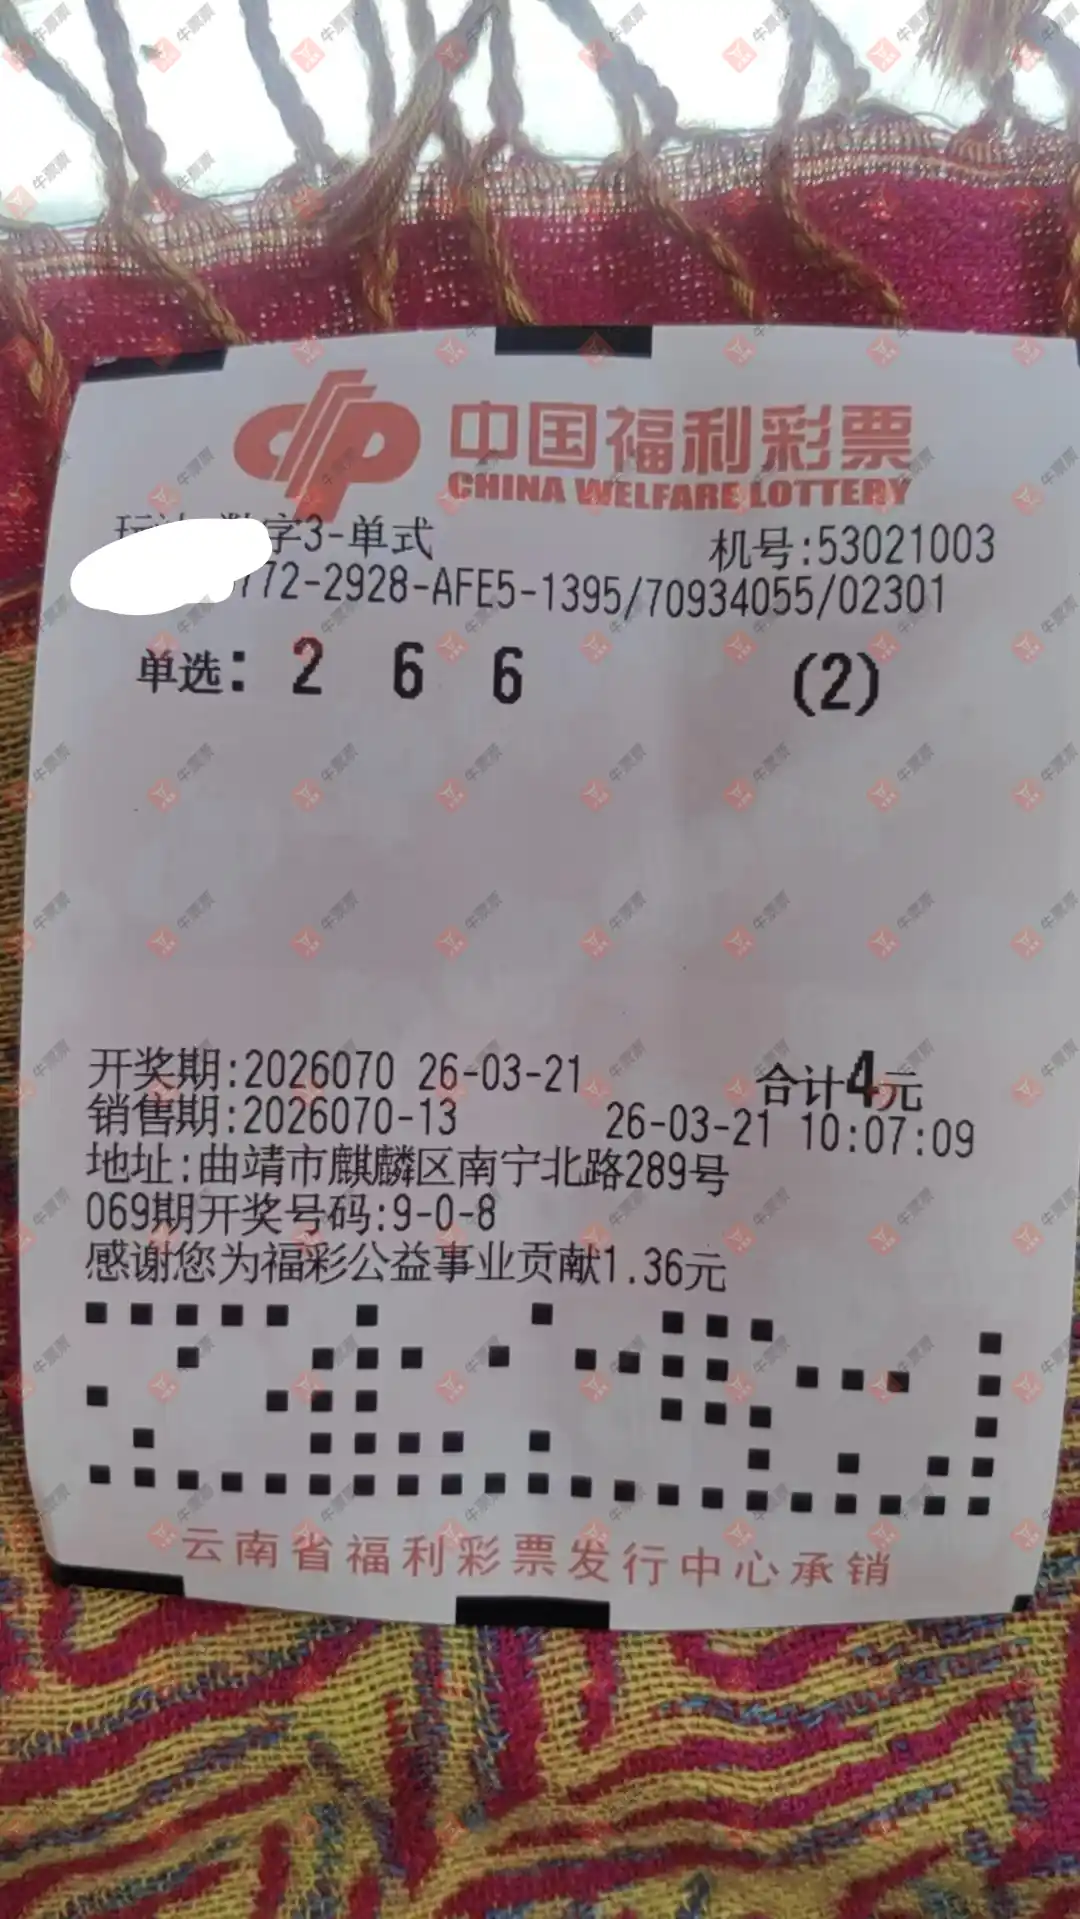 中国福利彩票
CHINA WELFARE LOTTERY
字3-单式 机号:53021003
772-2928-AFE5-1395/70934055/02301
单选: 2 6 6 (2)
开奖期:2026070 26-03-21 合计4元
销售期:2026070-13 26-03-21 10:07:09
地址:曲靖市麒麟区南宁北路289号
069期开奖号码:9-0-8
感谢您为福彩公益事业贡献1.36元
云南省福利彩票发行中心承销
牛票票